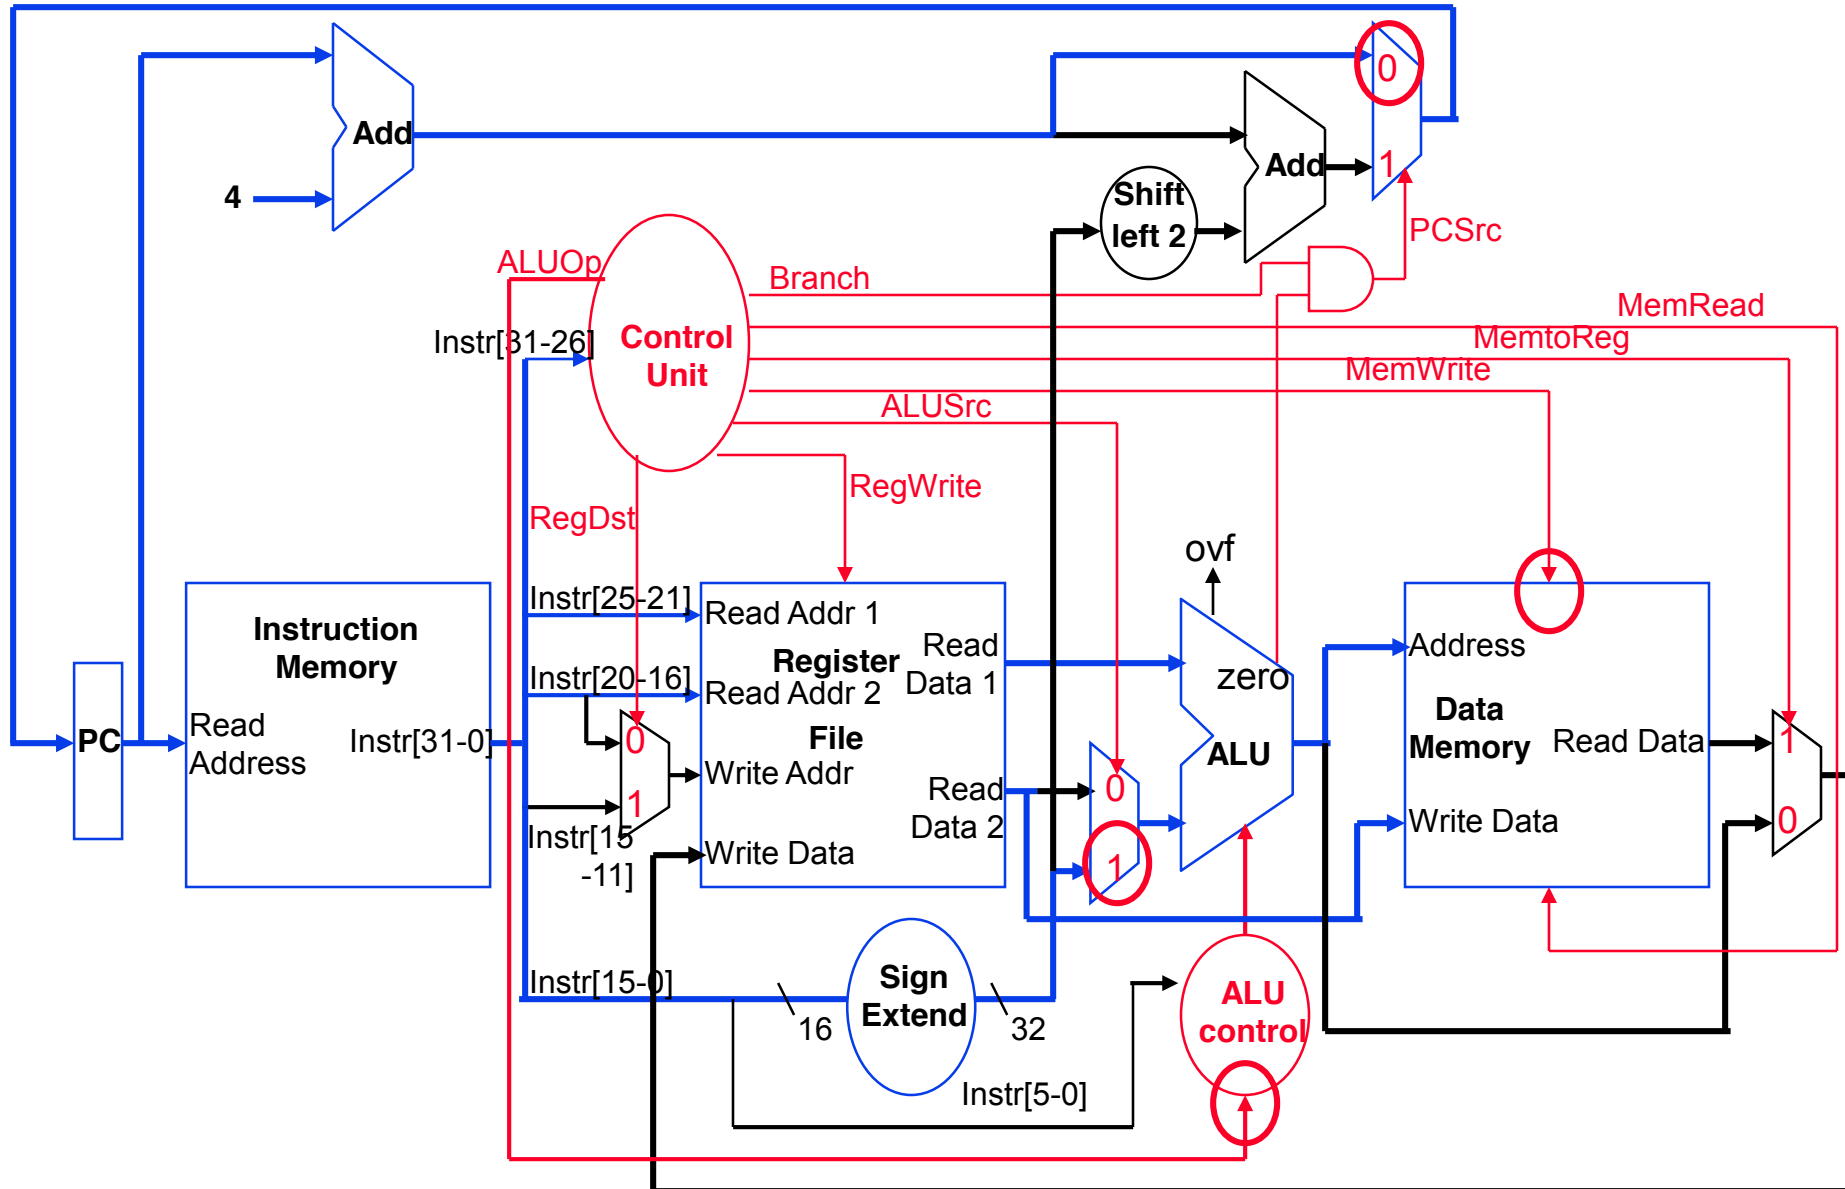 0
Add
1
Add
4
Shift
left 2
PCSrc
ALUOp
Branch
MemRead
Instr[31-26]
Control
Unit
MemtoReg
MemWrite
ALUSrc
RegWrite
RegDst
ovf
Instr[25-21]
Read Addr 1
Instruction
Memory
Register
Read
Data 1
Address
Instr[20-16]
Read Addr 2
zero
Data
Memory
PC
Read
Address
Instr[31-0]
0
File
ALU
Read Data
1
Write Addr
1
Read
Data 2
0
Write Data
0
Instr[15
-11]
Write Data
1
Instr[15-0]
16
Sign
Extend
32
ALU
control
Instr[5-0]